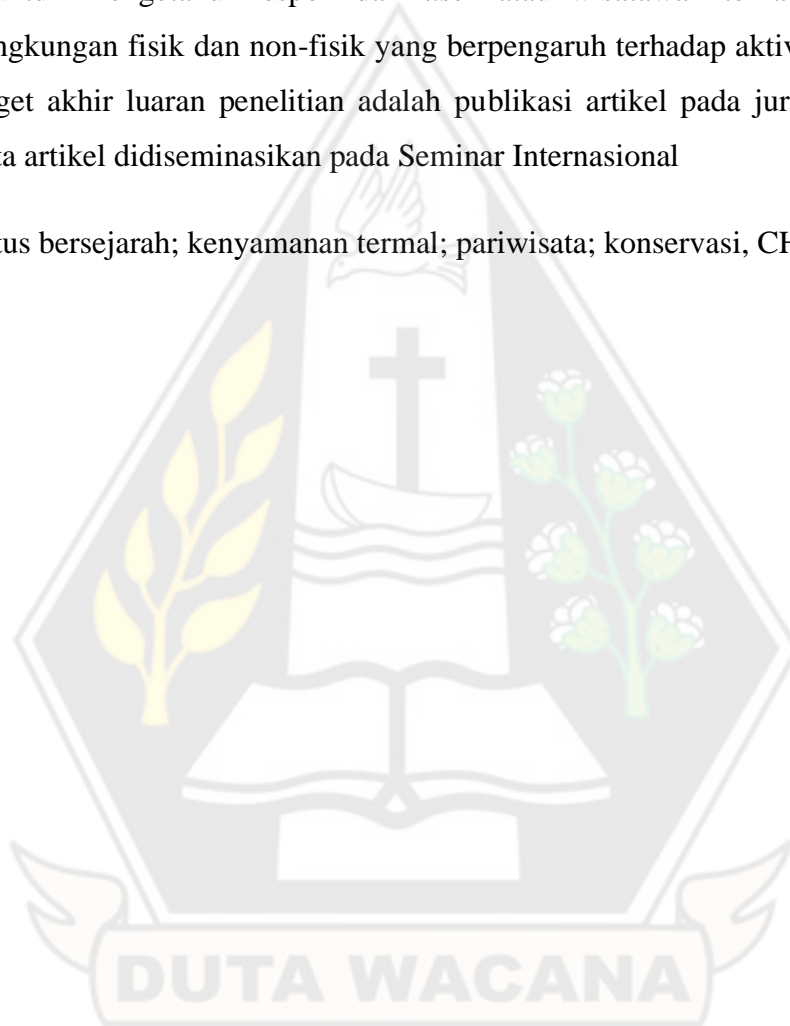 ngkungan fisik dan non-fisik yang berpengaruh terhadap aktiv
get akhir luaran penelitian adalah publikasi artikel pada jur
ta artikel didiseminasikan pada Seminar Internasional
tus bersejarah; kenyamanan termal; pariwisata; konservasi, CH
DUTA WACANA